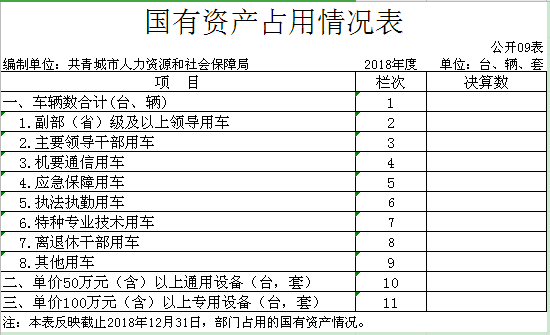 国有资产占用情况表
公开09表
编制单位：共青城市人力资源和社会保障局 2018年度 单位：台、辆、套
项 目 栏次 决算数
一、车辆数合计(台、辆) 1
1.副部（省）级及以上领导用车 2
2.主要领导干部用车 3
3.机要通信用车 4
4.应急保障用车 5
5.执法执勤用车 6
6.特种专业技术用车 7
7.离退休干部用车 8
8.其他用车 9
二、单价50万元（含）以上通用设备（台，套） 10
三、单价100万元（含）以上专用设备（台，套） 11
注：本表反映截止2018年12月31日，部门占用的国有资产情况。